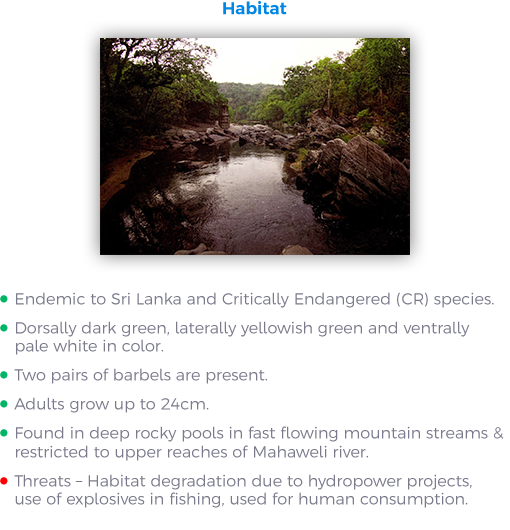 Habitat
Endemic to Sri Lanka and Critically Endangered (CR) species.
Dorsally dark green, laterally yellowish green and ventrally
pale white in color.
Two pairs of barbels are present.
Adults grow up to 24cm.
Found in deep rocky pools in fast flowing mountain streams &
restricted to upper reaches of Mahaweli river.
Threats – Habitat degradation due to hydropower projects,
use of explosives in fishing, used for human consumption.